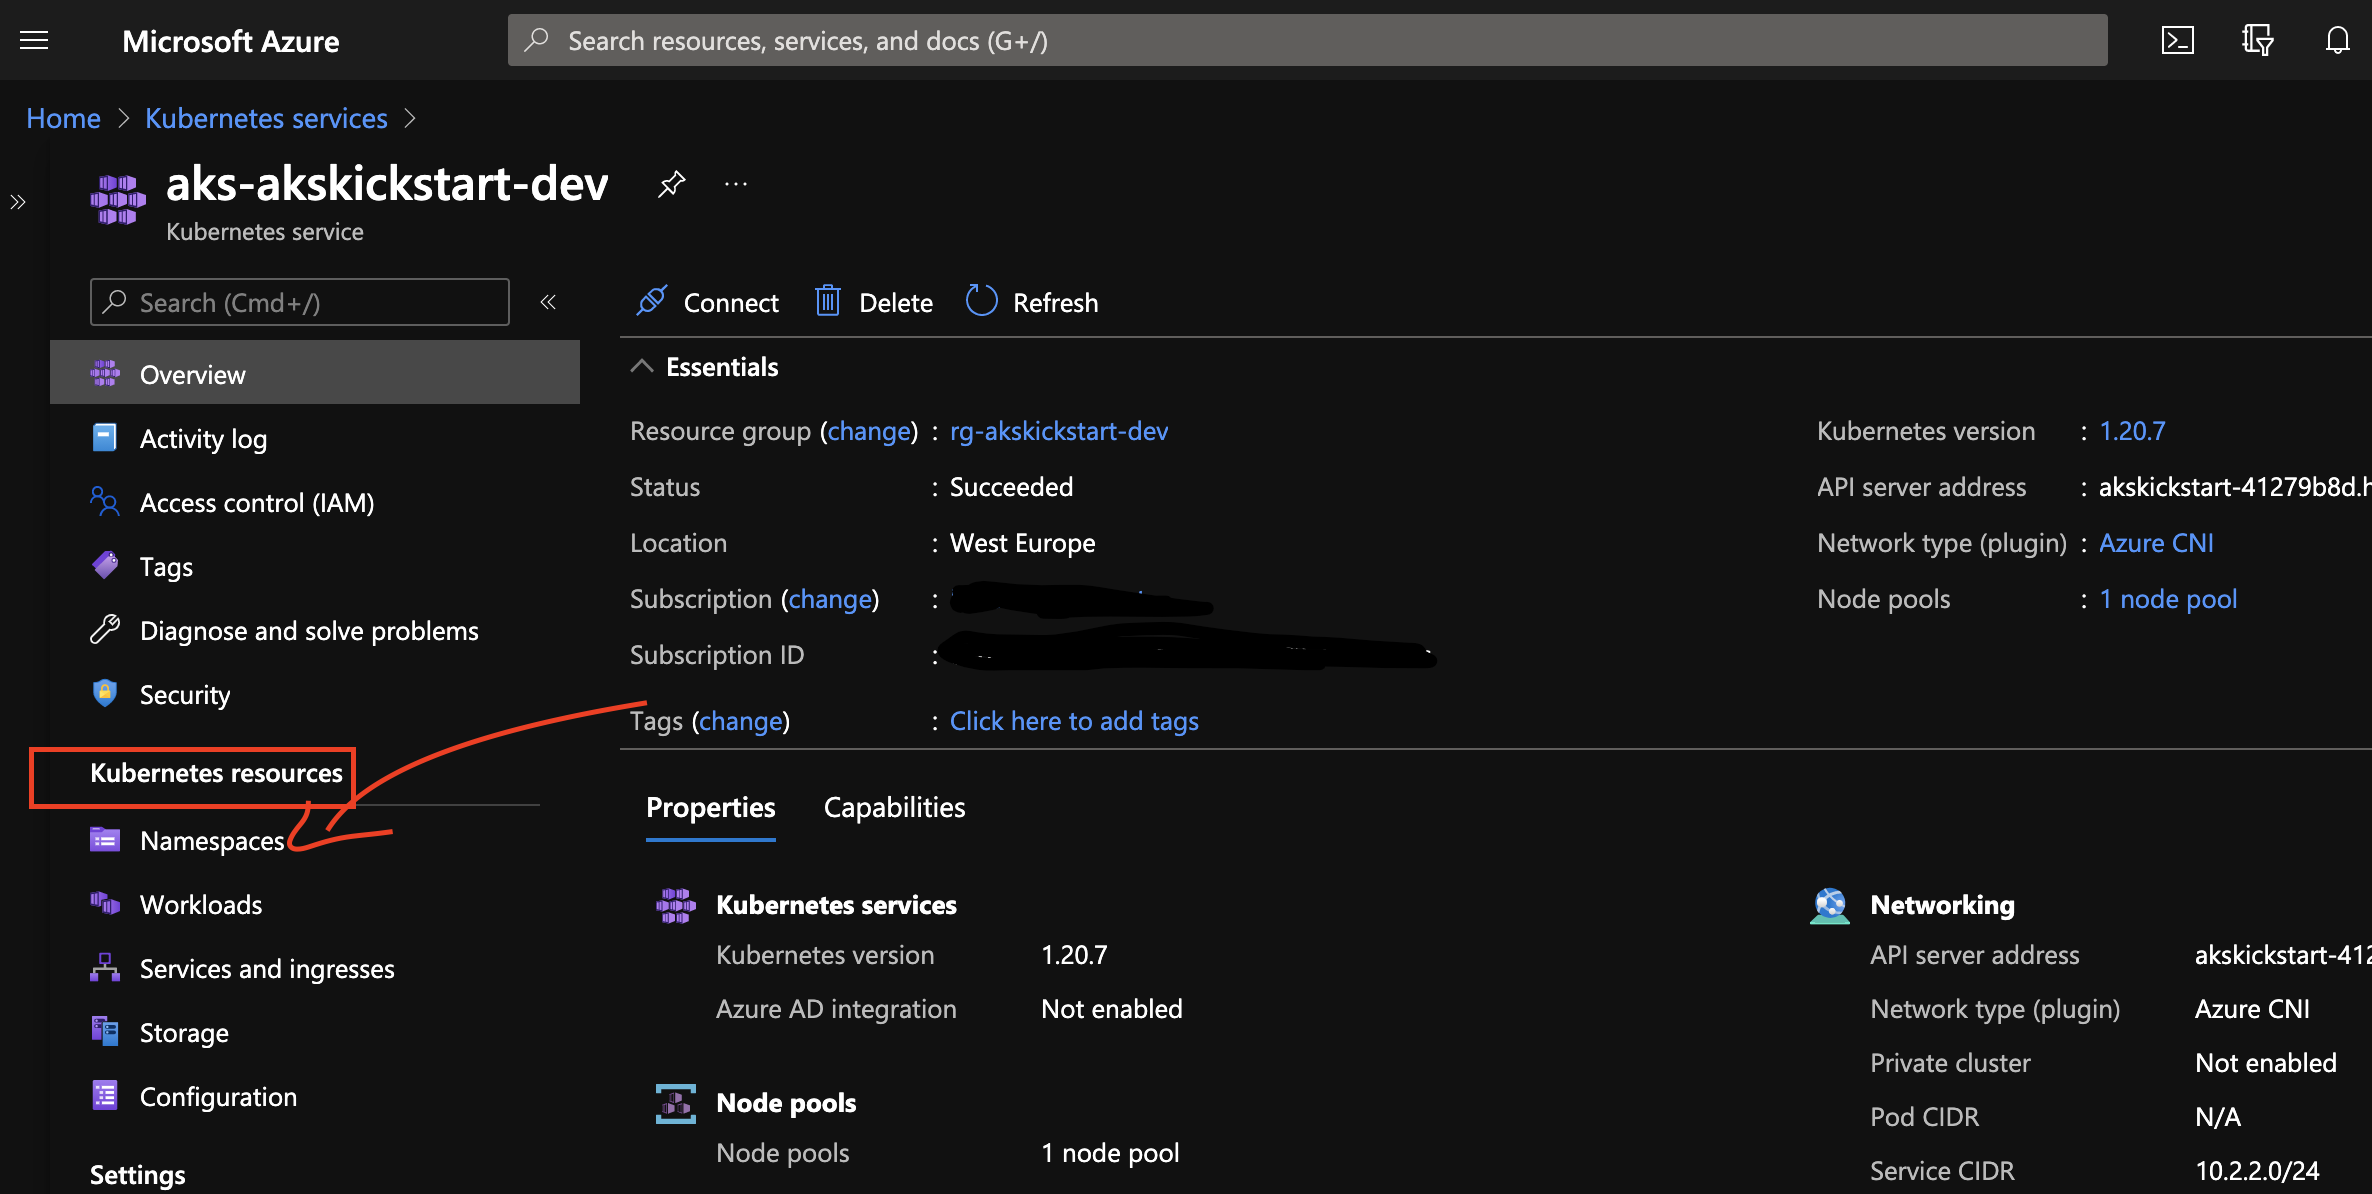 Microsoft Azure
Search resources, services, and docs (G+/)
Home > Kubernetes services >
aks-akskickstart-dev
Kubernetes service
Search (Cmd+/)
Connect
Delete
Refresh
Overview
Activity log
Access control (IAM)
Tags
Diagnose and solve problems
Security
Kubernetes resources
Namespaces
Workloads
Services and ingresses
Storage
Configuration
Settings
Essentials
Resource group (change) : rg-akskickstart-dev
Status : Succeeded
Location : West Europe
Subscription (change) :
Subscription ID :
Tags (change) : Click here to add tags
Kubernetes version : 1.20.7
API server address : akskickstart-41279b8d.h
Network type (plugin) : Azure CNI
Node pools : 1 node pool
Properties
Capabilities
Kubernetes services
Kubernetes version 1.20.7
Azure AD integration Not enabled
Node pools
Node pools 1 node pool
Networking
API server address akskickstart-412
Network type (plugin) Azure CNI
Private cluster Not enabled
Pod CIDR N/A
Service CIDR 10.2.2.0/24